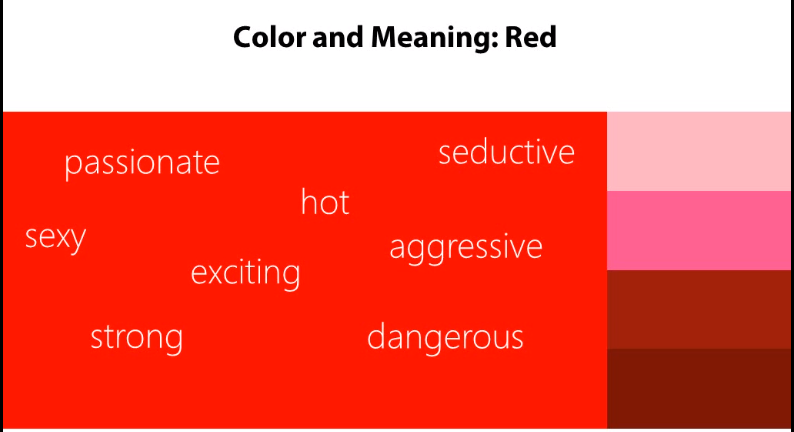 Color and Meaning: Red
passionate
seductive
hot
sexy
aggressive
exciting
strong
dangerous